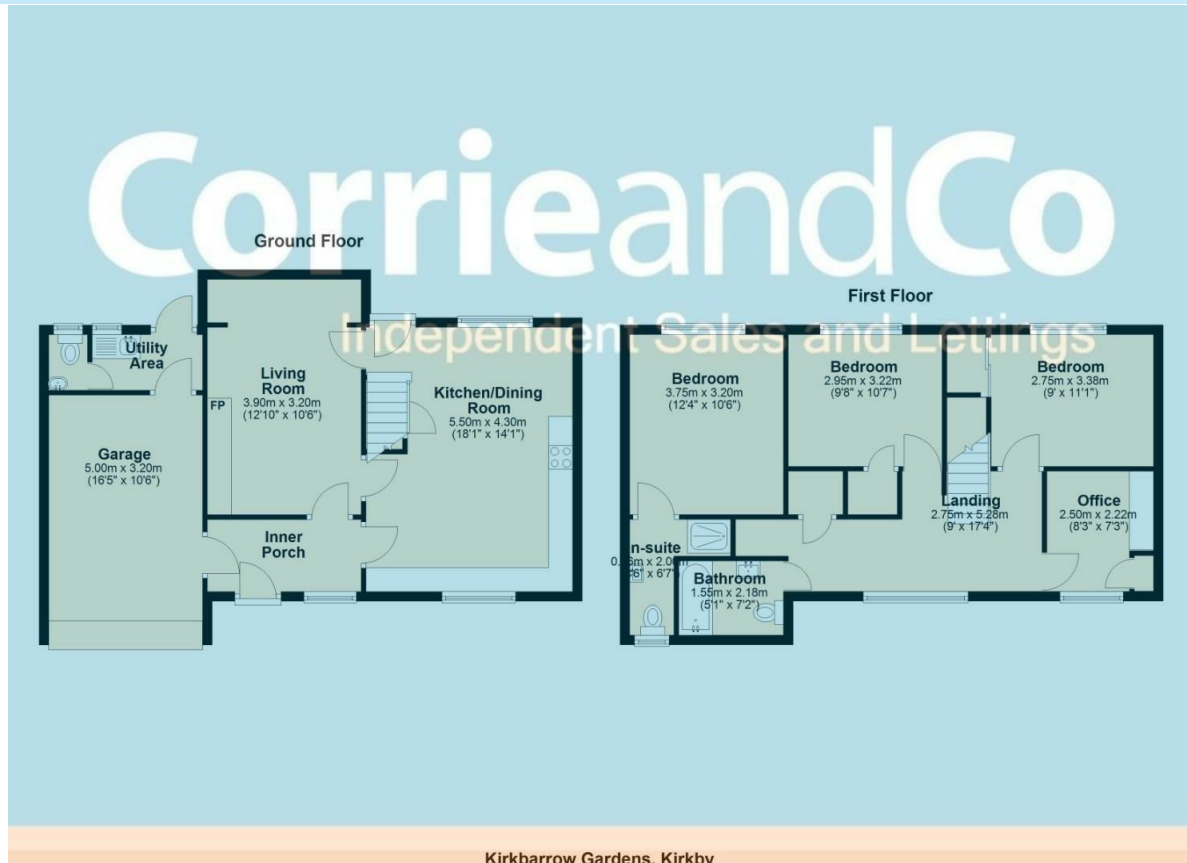 CorrieandCo
Independent Sales and Lettings
Ground Floor
Utility
Area
Living
Room
3.90m x 3.20m
(12'10" x 10'6")
FP
Kitchen/Dining
Room
5.50m x 4.30m
(18'1" x 14'1")
Garage
5.00m x 3.20m
(16'5" x 10'6")
Inner
Porch
First Floor
Bedroom
3.75m x 3.20m
(12'4" x 10'6")
Bedroom
2.95m x 3.22m
(9'8" x 10'7")
Bedroom
2.75m x 3.38m
(9' x 11'1")
Landing
2.75m x 5.28m
(9' x 17'4")
Office
2.50m x 2.22m
(8'3" x 7'3")
n-suite
x 6'7"
Bathroom
1.55m x 2.18m
(5'1" x 7'2")
Kirkbarrow Gardens, Kirkby